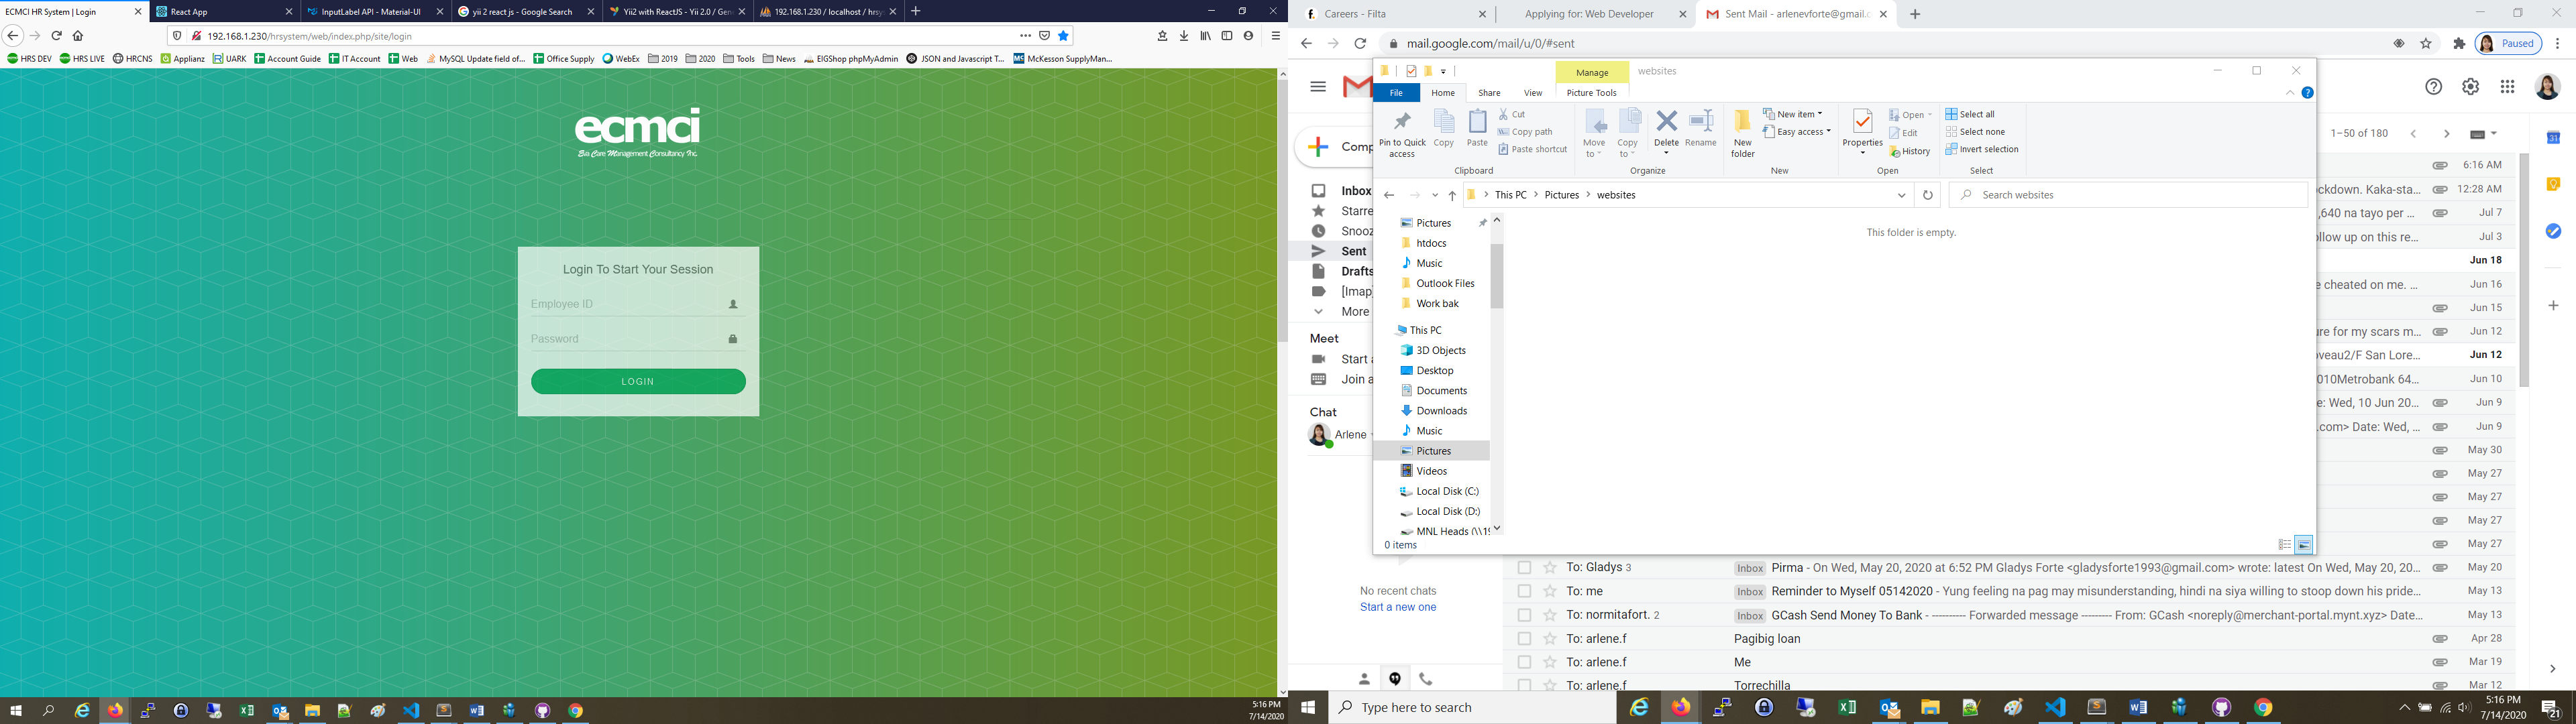 ECMCI HR System | Login
React App
InputLabel API - Material-UI
yii 2 react js - Google Search
Yii2 with ReactJS - Yii 2.0 / Gen
192.168.1.230 / localhost / hrsy
192.168.1.230/hrsystem/web/index.php/site/login
HRS DEV
HRS LIVE
HRCNS
Applianz
UARK
Account Guide
IT Account
Web
MySQL Update field of...
Office Supply
WebEx
2019
2020
Tools
News
EIGShop phpMyAdmin
JSON and Javascript T...
McKesson SupplyMan...
ecmci
Eva Care Management Consultancy Inc.
Login To Start Your Session
Employee ID
Password
LOGIN
5:16 PM
7/14/2020
Careers - Filta
Applying for: Web Developer
Sent Mail - arlenevforte@gmail.c
mail.google.com/mail/u/0/#sent
Paused
Comp
Inbox
Starre
Snooz
Sent
Drafts
[Imap
More
Meet
Start a
Join a
Chat
Arlene
No recent chats
Start a new one
Manage
websites
File
Home
Share
View
Picture Tools
Pin to Quick access
Copy
Paste
Cut
Copy path
Paste shortcut
Clipboard
Move to
Copy to
Delete
Rename
Organize
New folder
New item
Easy access
New
Properties
Open
Edit
History
Open
Select all
Select none
Invert selection
Select
This PC
Pictures
websites
Search websites
Pictures
htdocs
Music
Outlook Files
Work bak
This PC
3D Objects
Desktop
Documents
Downloads
Music
Pictures
Videos
Local Disk (C:)
Local Disk (D:)
MNL Heads (\\19
This folder is empty.
0 items
1–50 of 180
6:16 AM
ckdown. Kaka-sta... 12:28 AM
,640 na tayo per ... Jul 7
ollow up on this re... Jul 3
Jun 18
e cheated on me. ... Jun 16
Jun 15
ure for my scars m... Jun 12
oveau2/F San Lore... Jun 12
010Metrobank 64... Jun 10
e: Wed, 10 Jun 20... Jun 9
com> Date: Wed, ... Jun 9
May 30
May 27
May 27
May 27
May 27
To: Gladys 3 Inbox Pirma - On Wed, May 20, 2020 at 6:52 PM Gladys Forte <gladysforte1993@gmail.com> wrote: latest On Wed, May 20, 20... May 20
To: me Inbox Reminder to Myself 05142020 - Yung feeling na pag may misunderstanding, hindi na siya willing to stoop down his pride... May 13
To: normitafort. 2 Inbox GCash Send Money To Bank - ---------- Forwarded message --------- From: GCash <noreply@merchant-portal.mynt.xyz> Date... May 13
To: arlene.f Pagibig loan Apr 28
To: arlene.f Me Mar 19
To: arlene.f Torrechilla Mar 12
Type here to search
5:16 PM
7/14/2020
21